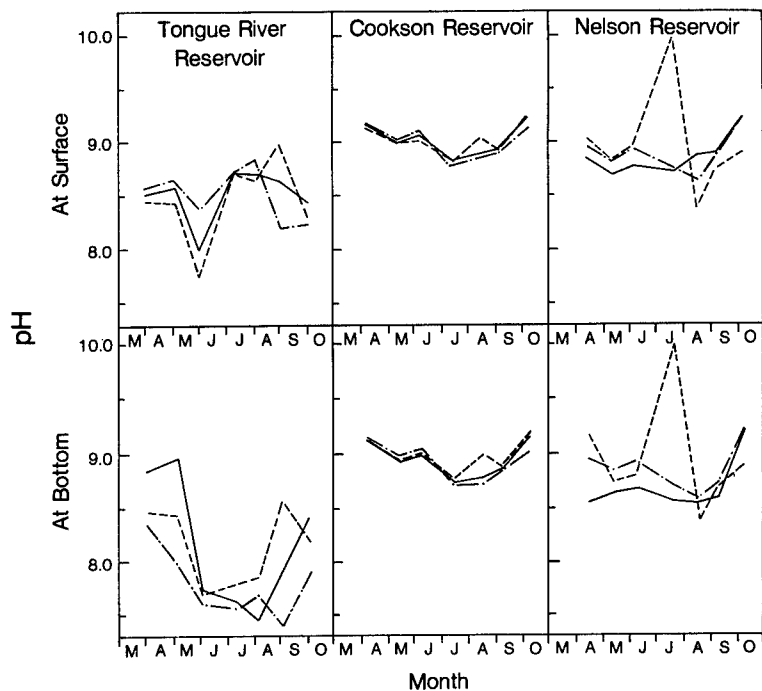 Tongue River
Reservoir
Cookson Reservoir
Nelson Reservoir
10.0
9.0
8.0
At Surface
M A M J J A S O
M A M J J A S O
M A M J J A S O
pH
10.0
9.0
8.0
At Bottom
M A M J J A S O
M A M J J A S O
M A M J J A S O
Month